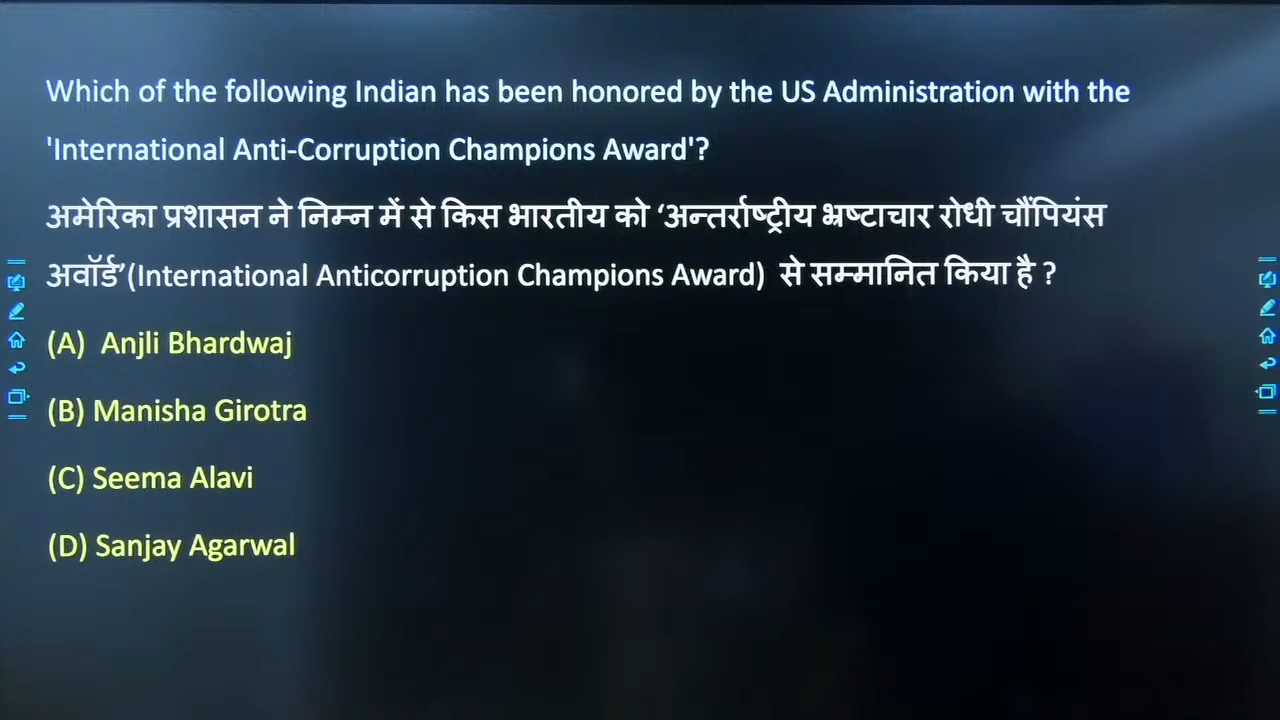 Which of the following Indian has been honored by the US Administration with the
'International Anti-Corruption Champions Award'?
अमेरिका प्रशासन ने निम्न में से किस भारतीय को ‘अन्तर्राष्ट्रीय भ्रष्टाचार रोधी चौंपियंस
अवॉर्ड’(International Anticorruption Champions Award) से सम्मानित किया है ?
(A) Anjli Bhardwaj
(B) Manisha Girotra
(C) Seema Alavi
(D) Sanjay Agarwal